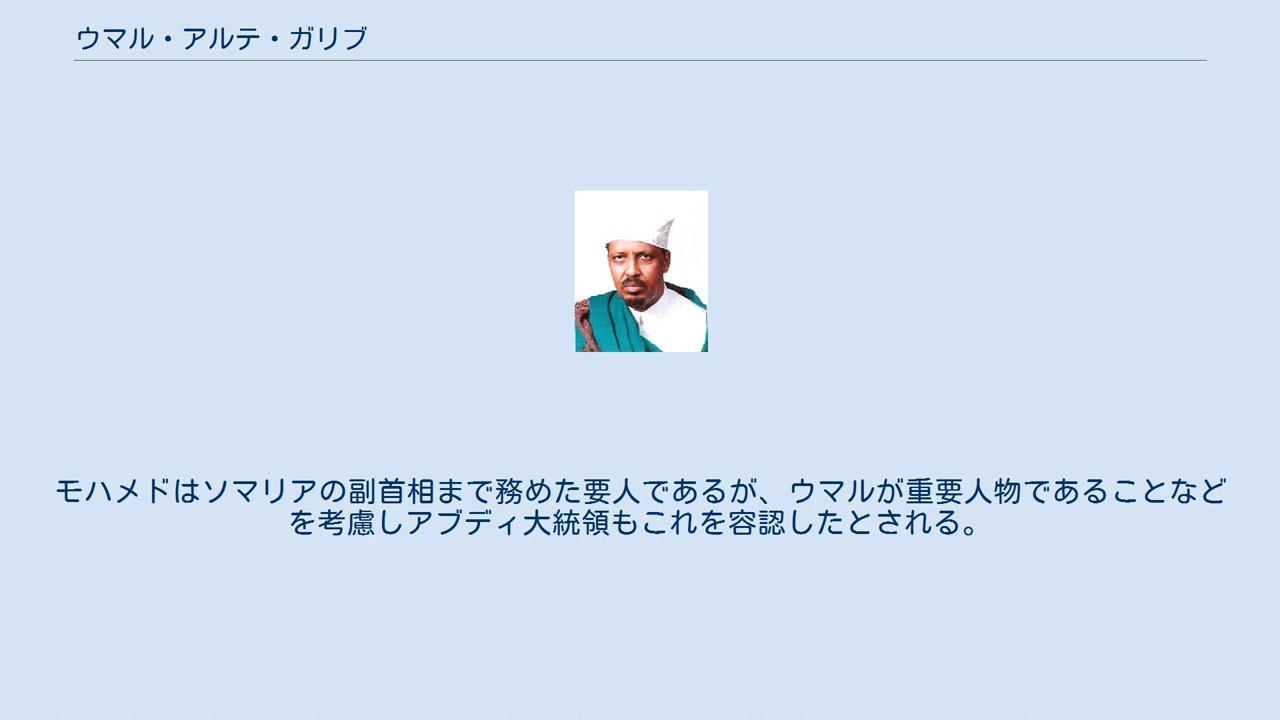 ウマル・アルテ・ガリブ
モハメドはソマリアの副首相まで務めた要人であるが、ウマルが重要人物であることなど
を考慮しアブディ大統領もこれを容認したとされる。